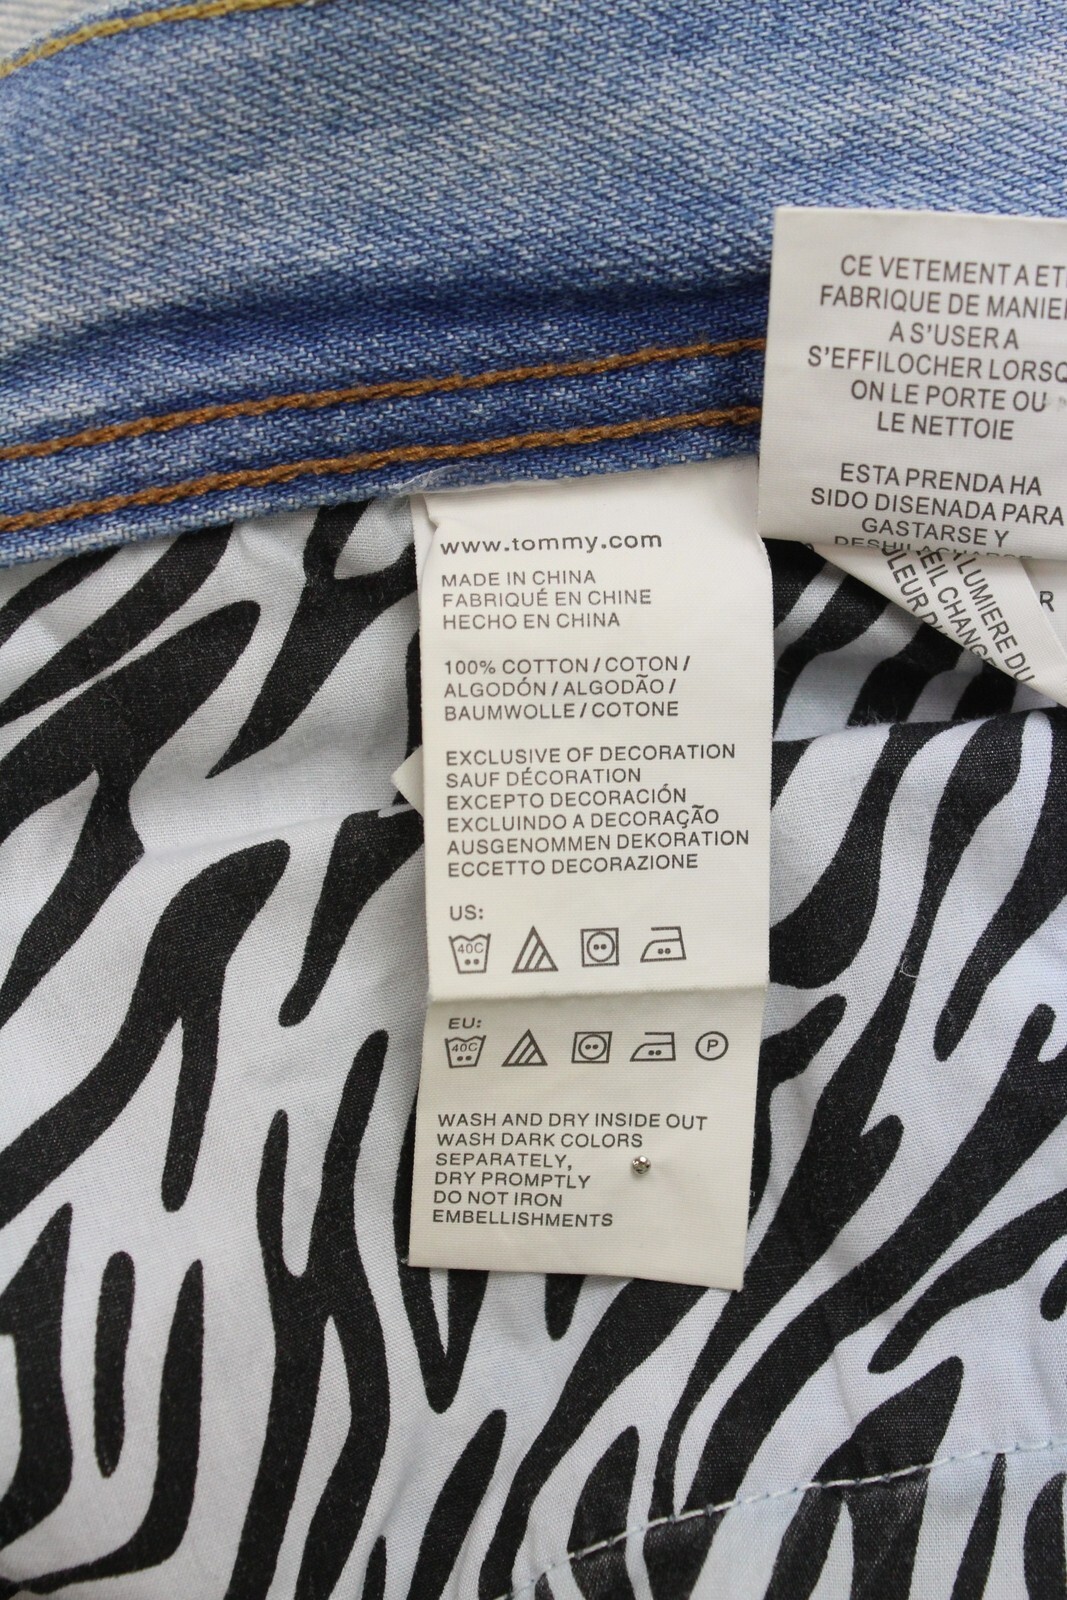 CE VETEMENT A ETE
FABRIQUE DE
A S'USER A
S'EFFILOCHER
ON LE PORTE OU
LE NETTOIE
ESTA PRENDA HA
SIDO DISENADA PARA
GASTARSE Y
www.tommy.com
MADE IN CHINA
FABRIQUÉ EN CHINE
HECHO EN CHINA
100% COTTON / COTON /
ALGODÓN / ALGODÃO /
BAUMWOLLE / COTONE
EXCLUSIVE OF DECORATION
SAUF DÉCORATION
EXCEPTO DECORACIÓN
EXCLUINDO A DECORAÇÃO
AUSGENOMMEN DEKORATION
ECCETTO DECORAZIONE
US:
40C
EU:
40C
P
WASH AND DRY INSIDE OUT
WASH DARK COLORS
SEPARATELY,
DRY PROMPTLY
DO NOT IRON
EMBELLISHMENTS
LUMIERE DU
R